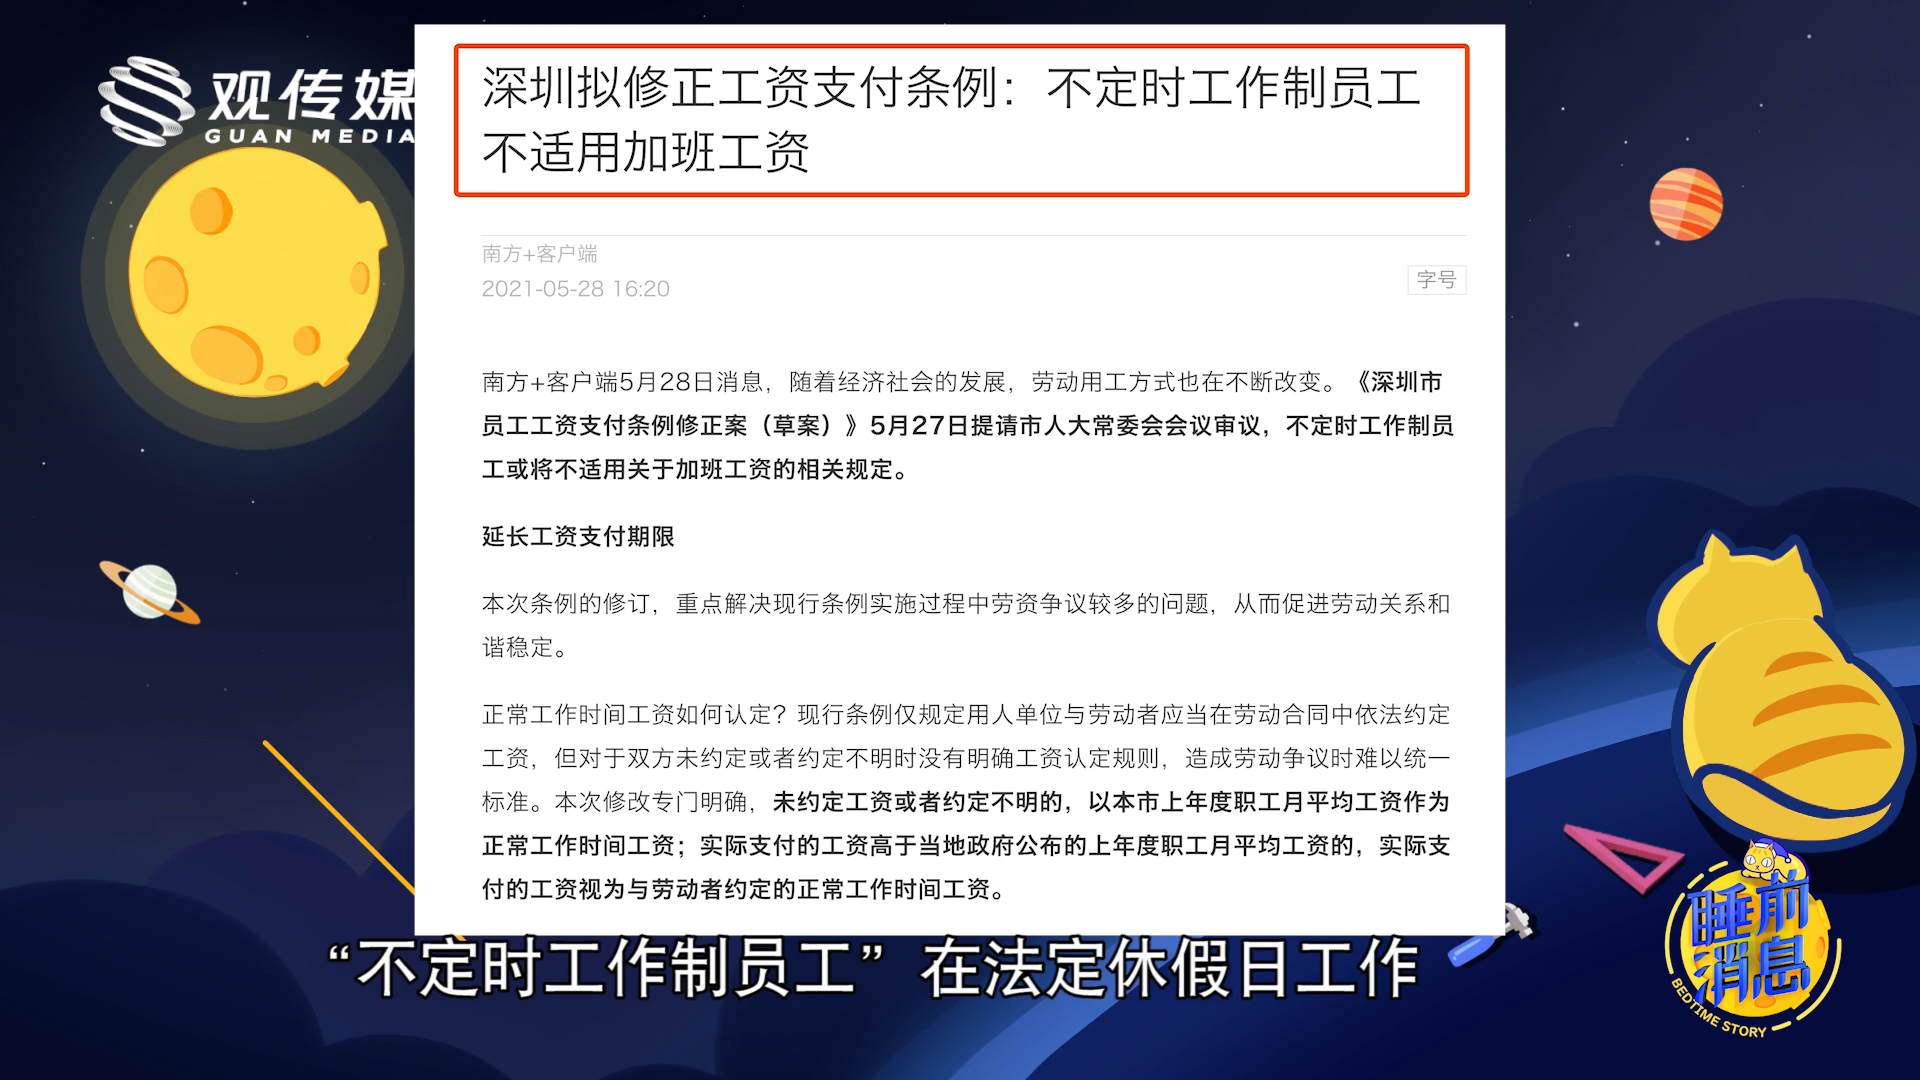 观传媒
GUAN MEDIA
深圳拟修正工资支付条例：不定时工作制员工
不适用加班工资
南方+客户端
2021-05-28 16:20
字号
南方+客户端5月28日消息，随着经济社会的发展，劳动用工方式也在不断改变。《深圳市
员工工资支付条例修正案（草案）》5月27日提请市人大常委会会议审议，不定时工作制员
工或将不适用关于加班工资的相关规定。
延长工资支付期限
本次条例的修订，重点解决现行条例实施过程中劳资争议较多的问题，从而促进劳动关系和
谐稳定。
正常工作时间工资如何认定？现行条例仅规定用人单位与劳动者应当在劳动合同中依法约定
工资，但对于双方未约定或者约定不明时没有明确工资认定规则，造成劳动争议时难以统一
标准。本次修改专门明确，未约定工资或者约定不明的，以本市上年度职工月平均工资作为
正常工作时间工资；实际支付的工资高于当地政府公布的上年度职工月平均工资的，实际支
付的工资视为与劳动者约定的正常工作时间工资。
“不定时工作制员工”在法定休假日工作
睡前
消息
BEDTIME STORY